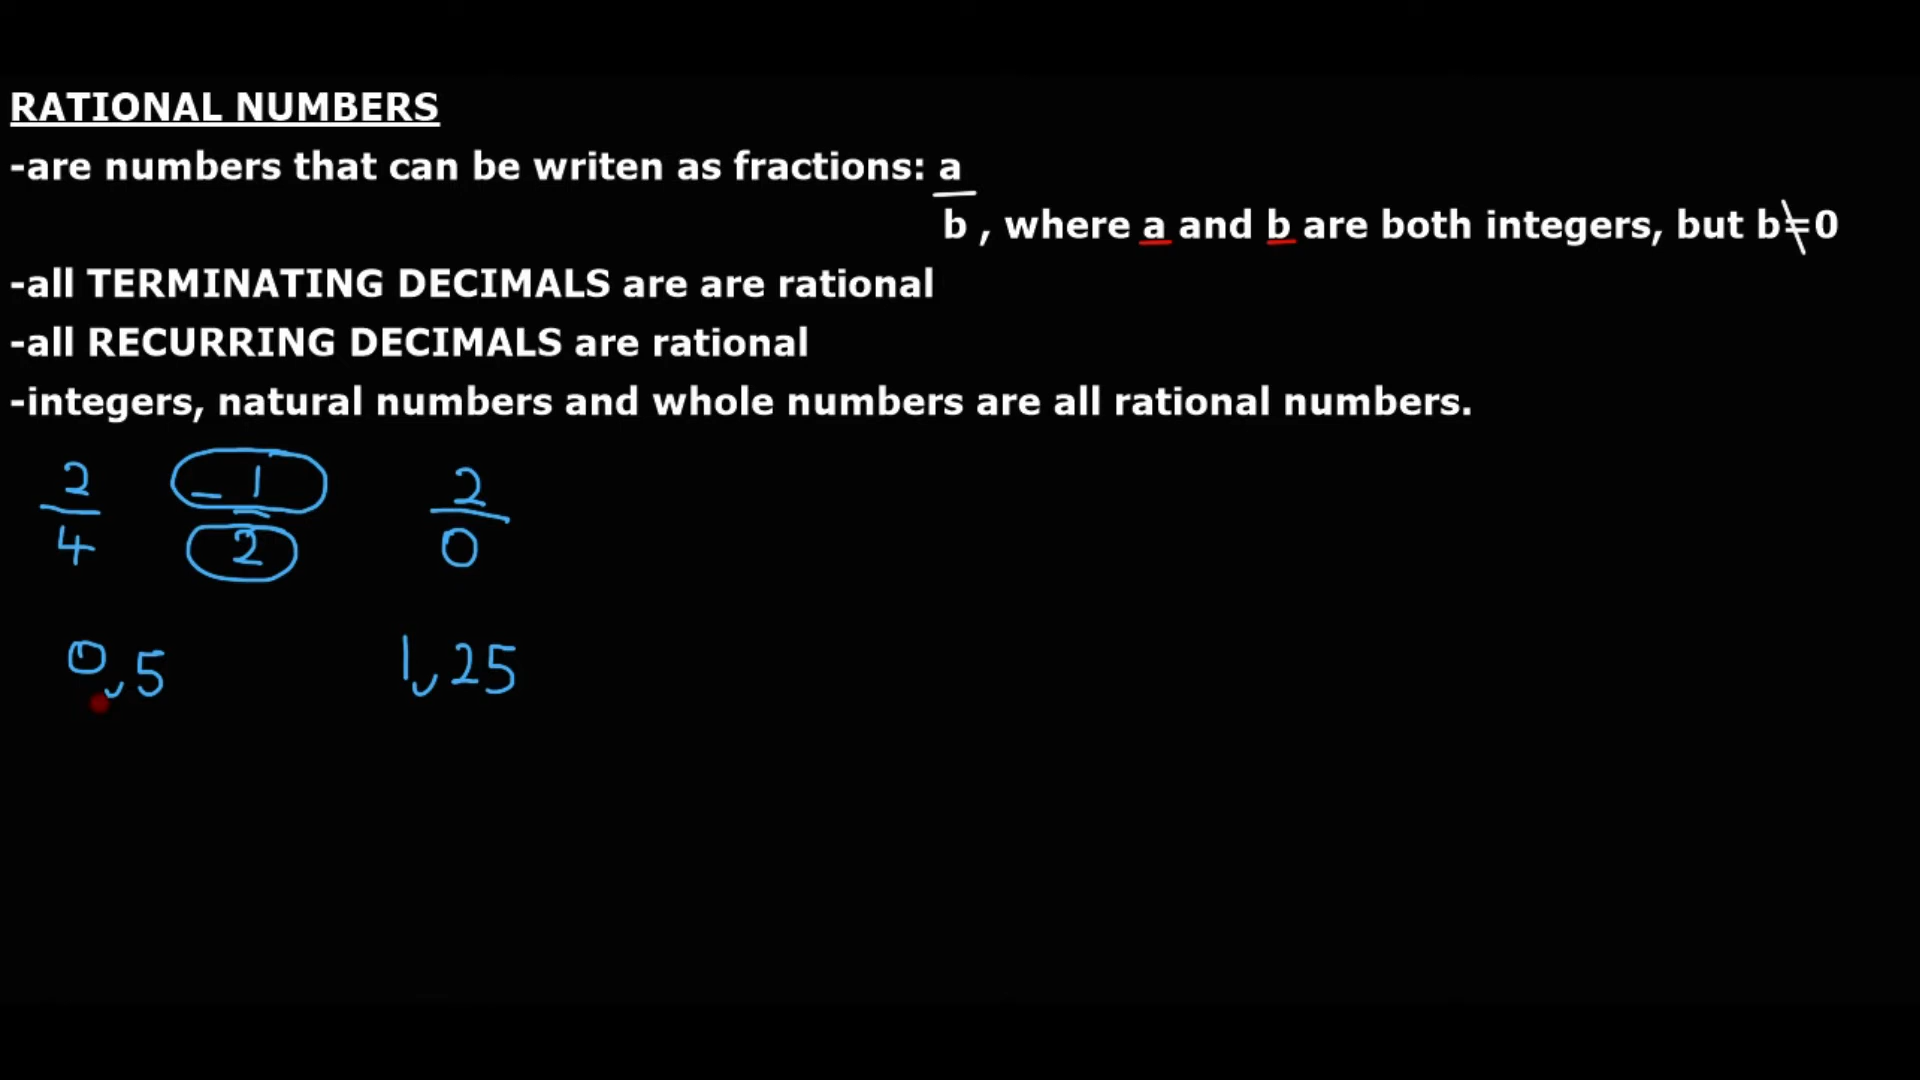 RATIONAL NUMBERS
-are numbers that can be writen as fractions: a
b , where a and b are both integers, but b≠0
-all TERMINATING DECIMALS are are rational
-all RECURRING DECIMALS are rational
-integers, natural numbers and whole numbers are all rational numbers.
2 -1 2
4 2 0
0,5 1,25